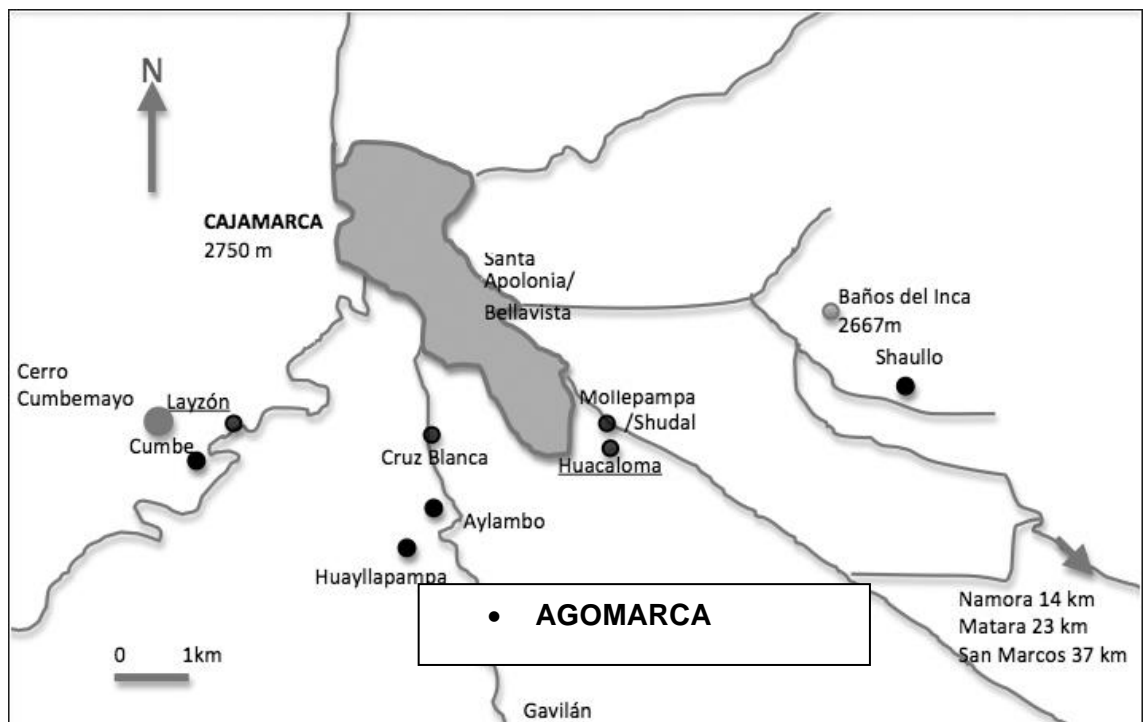 N
CAJAMARCA
2750 m
Santa
Apolonia/
Bellavista
Baños del Inca
2667m
Shaullo
Cerro
Cumbemayo
Layzón
Cumbe
Mollepampa
/Shudal
Cruz Blanca
Huacaloma
Aylambo
Huayllapampa
• AGOMARCA
Namora 14 km
Matara 23 km
San Marcos 37 km
0 1km
Gavilán